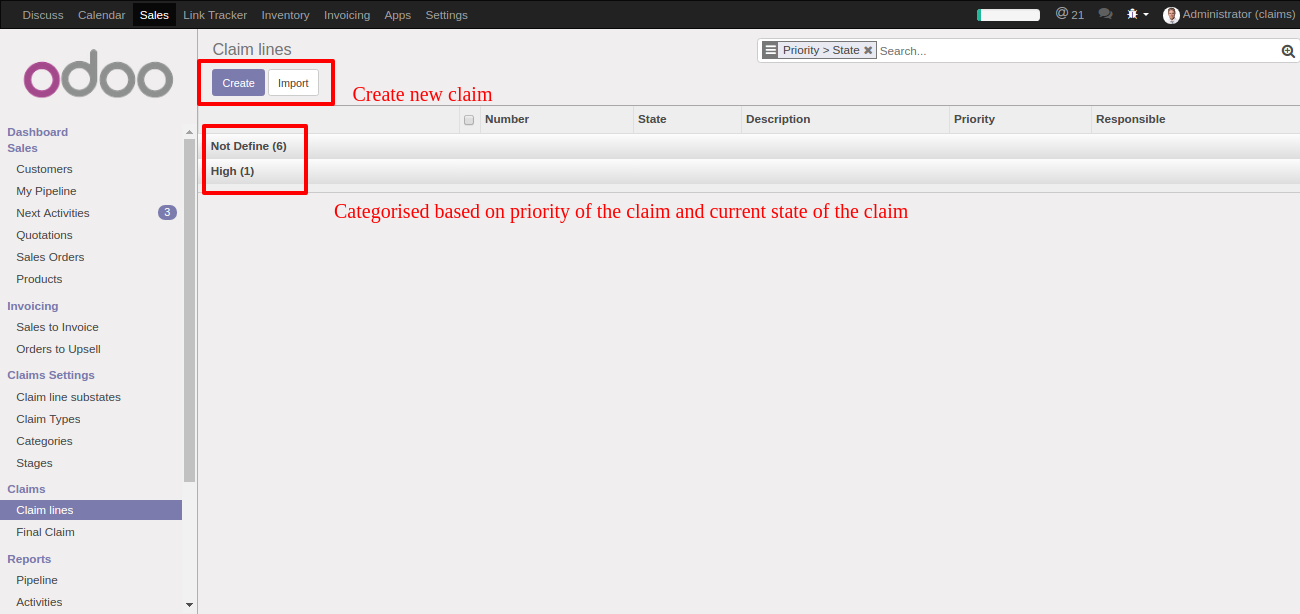 Discuss Calendar Sales Link Tracker Inventory Invoicing Apps Settings @ 21 Administrator (claims)
odoo
Claim lines
Priority > State ✖ Search...
Create Import
Create new claim
Number State Description Priority Responsible
Not Define (6)
High (1)
Categorised based on priority of the claim and current state of the claim
Dashboard
Sales
Customers
My Pipeline
Next Activities 3
Quotations
Sales Orders
Products
Invoicing
Sales to Invoice
Orders to Upsell
Claims Settings
Claim line substates
Claim Types
Categories
Stages
Claims
Claim lines
Final Claim
Reports
Pipeline
Activities